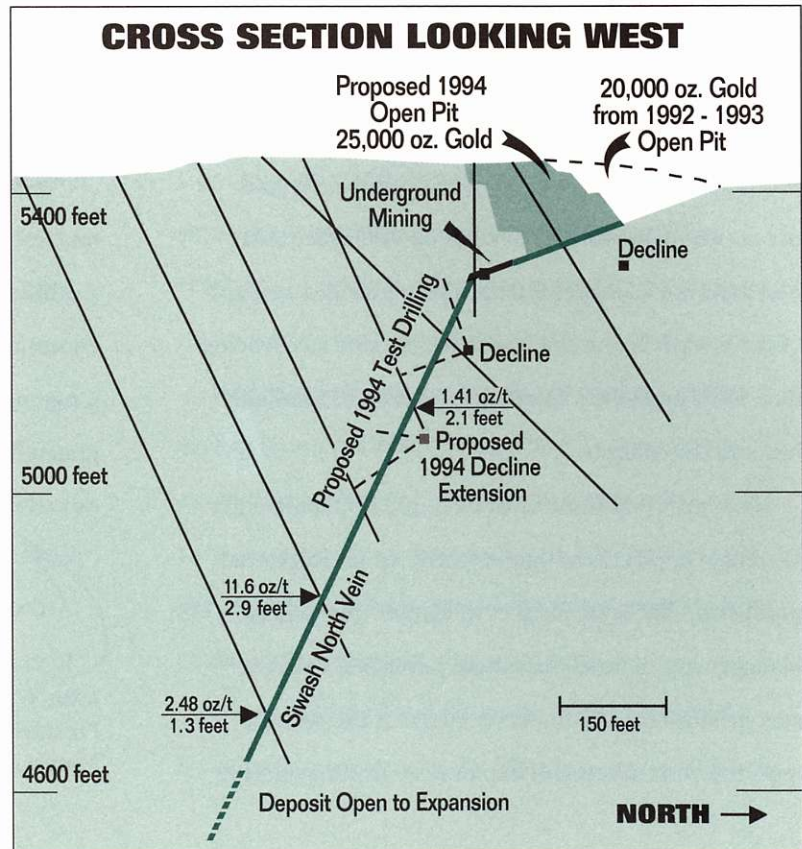 CROSS SECTION LOOKING WEST
Proposed 1994
Open Pit
25,000 oz. Gold
20,000 oz. Gold
from 1992 - 1993
Open Pit
Underground
Mining
5400 feet
Decline
Proposed 1994 Test Drilling
Decline
1.41 oz/t
2.1 feet
Proposed
1994 Decline
Extension
5000 feet
11.6 oz/t
2.9 feet
Siwash North Vein
2.48 oz/t
1.3 feet
150 feet
4600 feet
Deposit Open to Expansion
NORTH